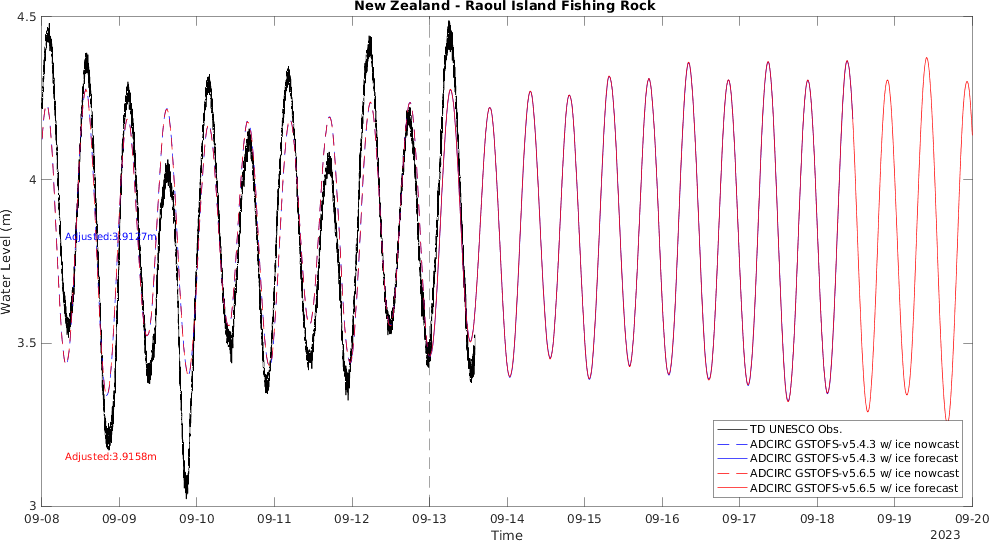 New Zealand - Raoul Island Fishing Rock
Water Level (m)
4.5
4
3.5
3
Adjusted:3.9127m
Adjusted:3.9158m
TD UNESCO Obs.
ADCIRC GSTOFS-v5.4.3 w/ ice nowcast
ADCIRC GSTOFS-v5.4.3 w/ ice forecast
ADCIRC GSTOFS-v5.6.5 w/ ice nowcast
ADCIRC GSTOFS-v5.6.5 w/ ice forecast
09-08 09-09 09-10 09-11 09-12 09-13 09-14 09-15 09-16 09-17 09-18 09-19 09-20
Time
2023